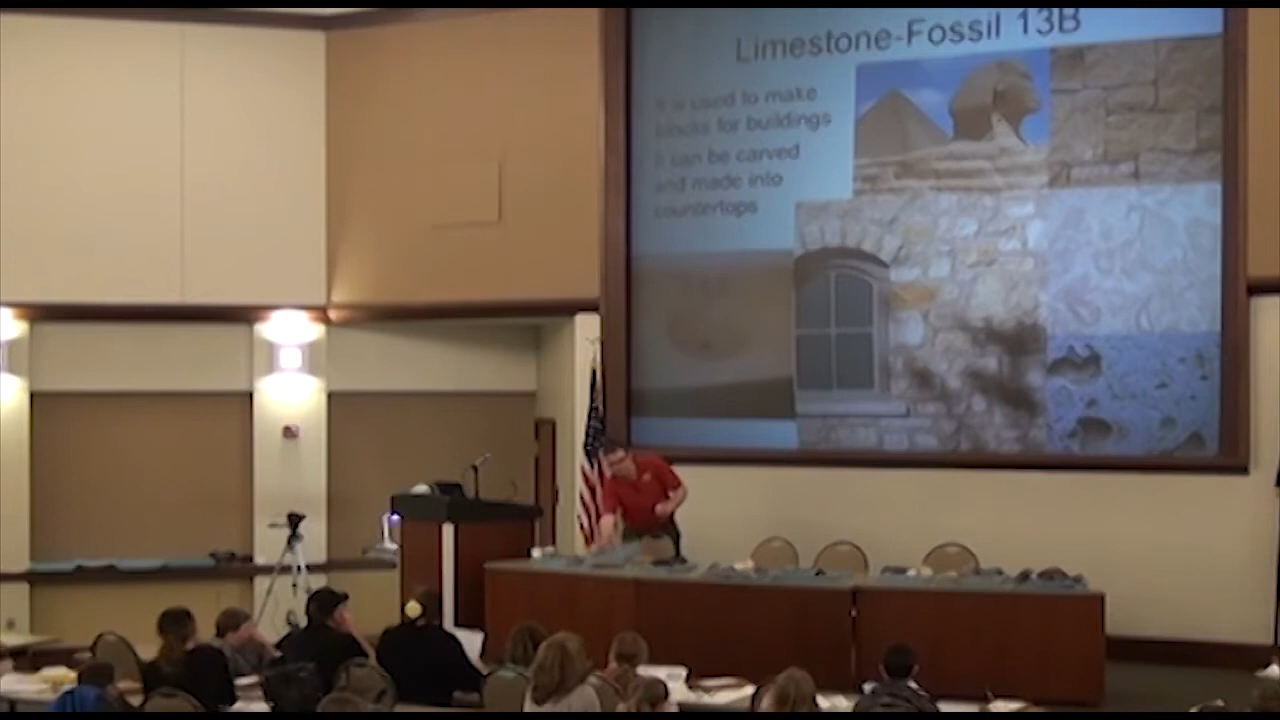 Limestone-Fossil 13B
It is used to make
blocks for buildings
It can be carved
and made into
countertops